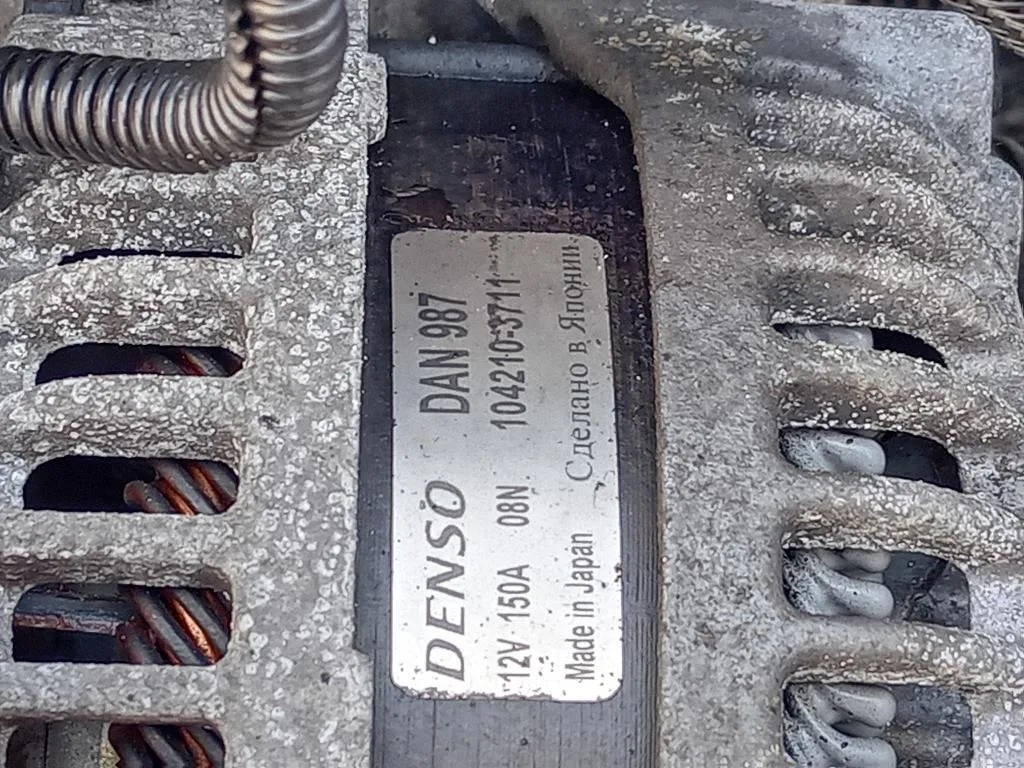 DENSO DAN 987
12V 150A 08N 104210-3711
Made in Japan Сделано в Японии